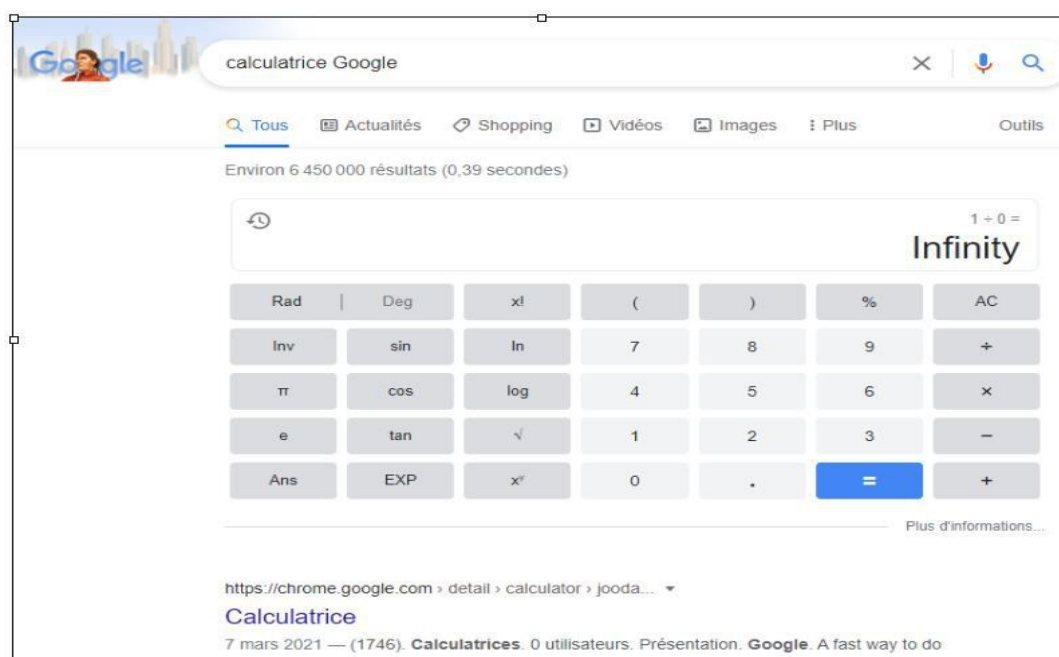 Google
calculatrice Google
Tous Actualités Shopping Vidéos Images Plus Outils
Environ 6 450 000 résultats (0,39 secondes)
1 ÷ 0 =
Infinity
Rad | Deg x! ( ) % AC
Inv sin ln 7 8 9 ÷
π cos log 4 5 6 ×
e tan √ 1 2 3 −
Ans EXP xʸ 0 . = +
Plus d'informations...
https://chrome.google.com › detail › calculator › jooda...
Calculatrice
7 mars 2021 — (1746). Calculatrices. 0 utilisateurs. Présentation. Google. A fast way to do